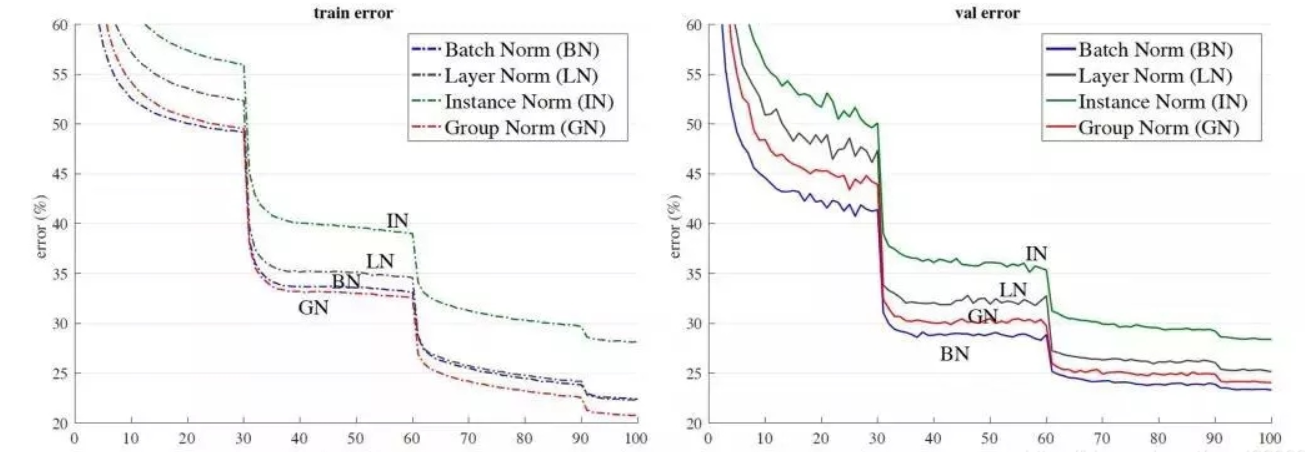 train error
60
55
50
45
40
35
30
25
20
error (%)
0 10 20 30 40 50 60 70 80 90 100
Batch Norm (BN)
Layer Norm (LN)
Instance Norm (IN)
Group Norm (GN)
IN
LN
BN
GN
val error
60
55
50
45
40
35
30
25
20
error (%)
0 10 20 30 40 50 60 70 80 90 100
Batch Norm (BN)
Layer Norm (LN)
Instance Norm (IN)
Group Norm (GN)
IN
LN
GN
BN